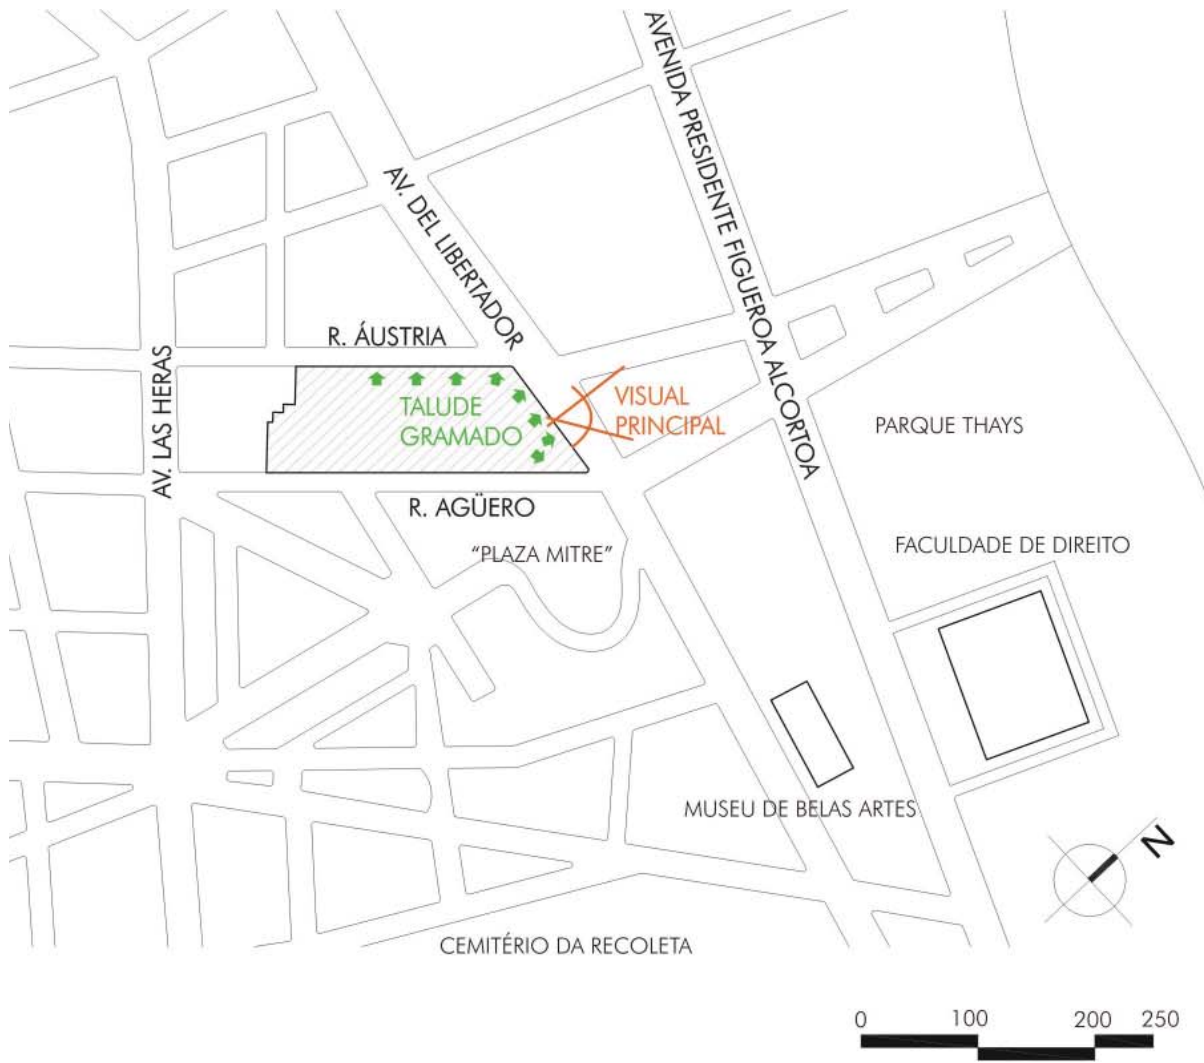 AVENIDA PRESIDENTE FIGUEROA ALCORTOA
AV. DEL LIBERTADOR
R. ÁUSTRIA
AV. LAS HERAS
TALUDE
GRAMADO
VISUAL
PRINCIPAL
PARQUE THAYS
R. AGÜERO
"PLAZA MITRE"
FACULDADE DE DIREITO
MUSEU DE BELAS ARTES
N
CEMITÉRIO DA RECOLETA
0 100 200 250